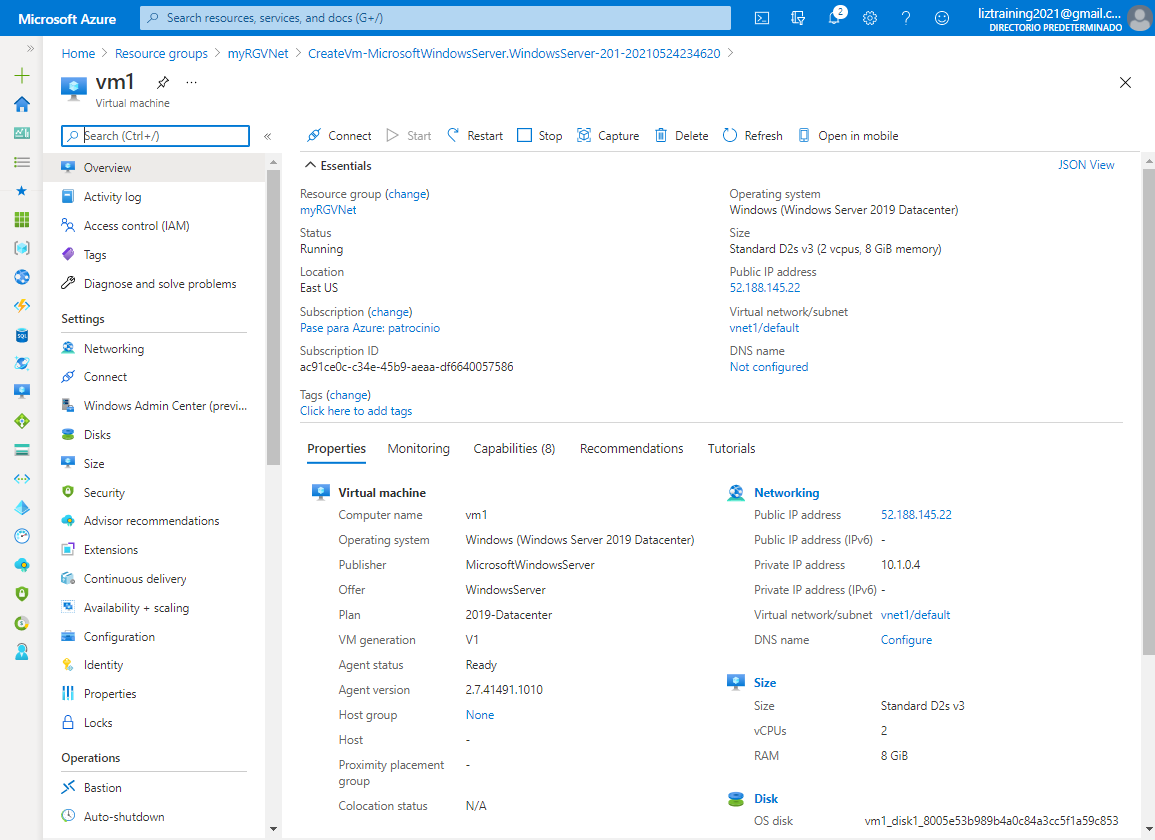 Microsoft Azure
Search resources, services, and docs (G+/)
2
liztraining2021@gmail.c...
DIRECTORIO PREDETERMINADO
Home > Resource groups > myRGVNet > CreateVm-MicrosoftWindowsServer.WindowsServer-201-20210524234620 >
vm1
Virtual machine
Search (Ctrl+/)
Overview
Activity log
Access control (IAM)
Tags
Diagnose and solve problems
Settings
Networking
Connect
Windows Admin Center (previ...
Disks
Size
Security
Advisor recommendations
Extensions
Continuous delivery
Availability + scaling
Configuration
Identity
Properties
Locks
Operations
Bastion
Auto-shutdown
Connect Start Restart Stop Capture Delete Refresh Open in mobile
Essentials
JSON View
Resource group (change)
myRGVNet
Status
Running
Location
East US
Subscription (change)
Pase para Azure: patrocinio
Subscription ID
ac91ce0c-c34e-45b9-aeaa-df6640057586
Tags (change)
Click here to add tags
Operating system
Windows (Windows Server 2019 Datacenter)
Size
Standard D2s v3 (2 vcpus, 8 GiB memory)
Public IP address
52.188.145.22
Virtual network/subnet
vnet1/default
DNS name
Not configured
Properties Monitoring Capabilities (8) Recommendations Tutorials
Virtual machine
Computer name vm1
Operating system Windows (Windows Server 2019 Datacenter)
Publisher MicrosoftWindowsServer
Offer WindowsServer
Plan 2019-Datacenter
VM generation V1
Agent status Ready
Agent version 2.7.41491.1010
Host group None
Host -
Proximity placement -
group
Colocation status N/A
Networking
Public IP address 52.188.145.22
Public IP address (IPv6) -
Private IP address 10.1.0.4
Private IP address (IPv6) -
Virtual network/subnet vnet1/default
DNS name Configure
Size
Size Standard D2s v3
vCPUs 2
RAM 8 GiB
Disk
OS disk vm1_disk1_8005e53b989b4a0c84a3cc5f1a59c853